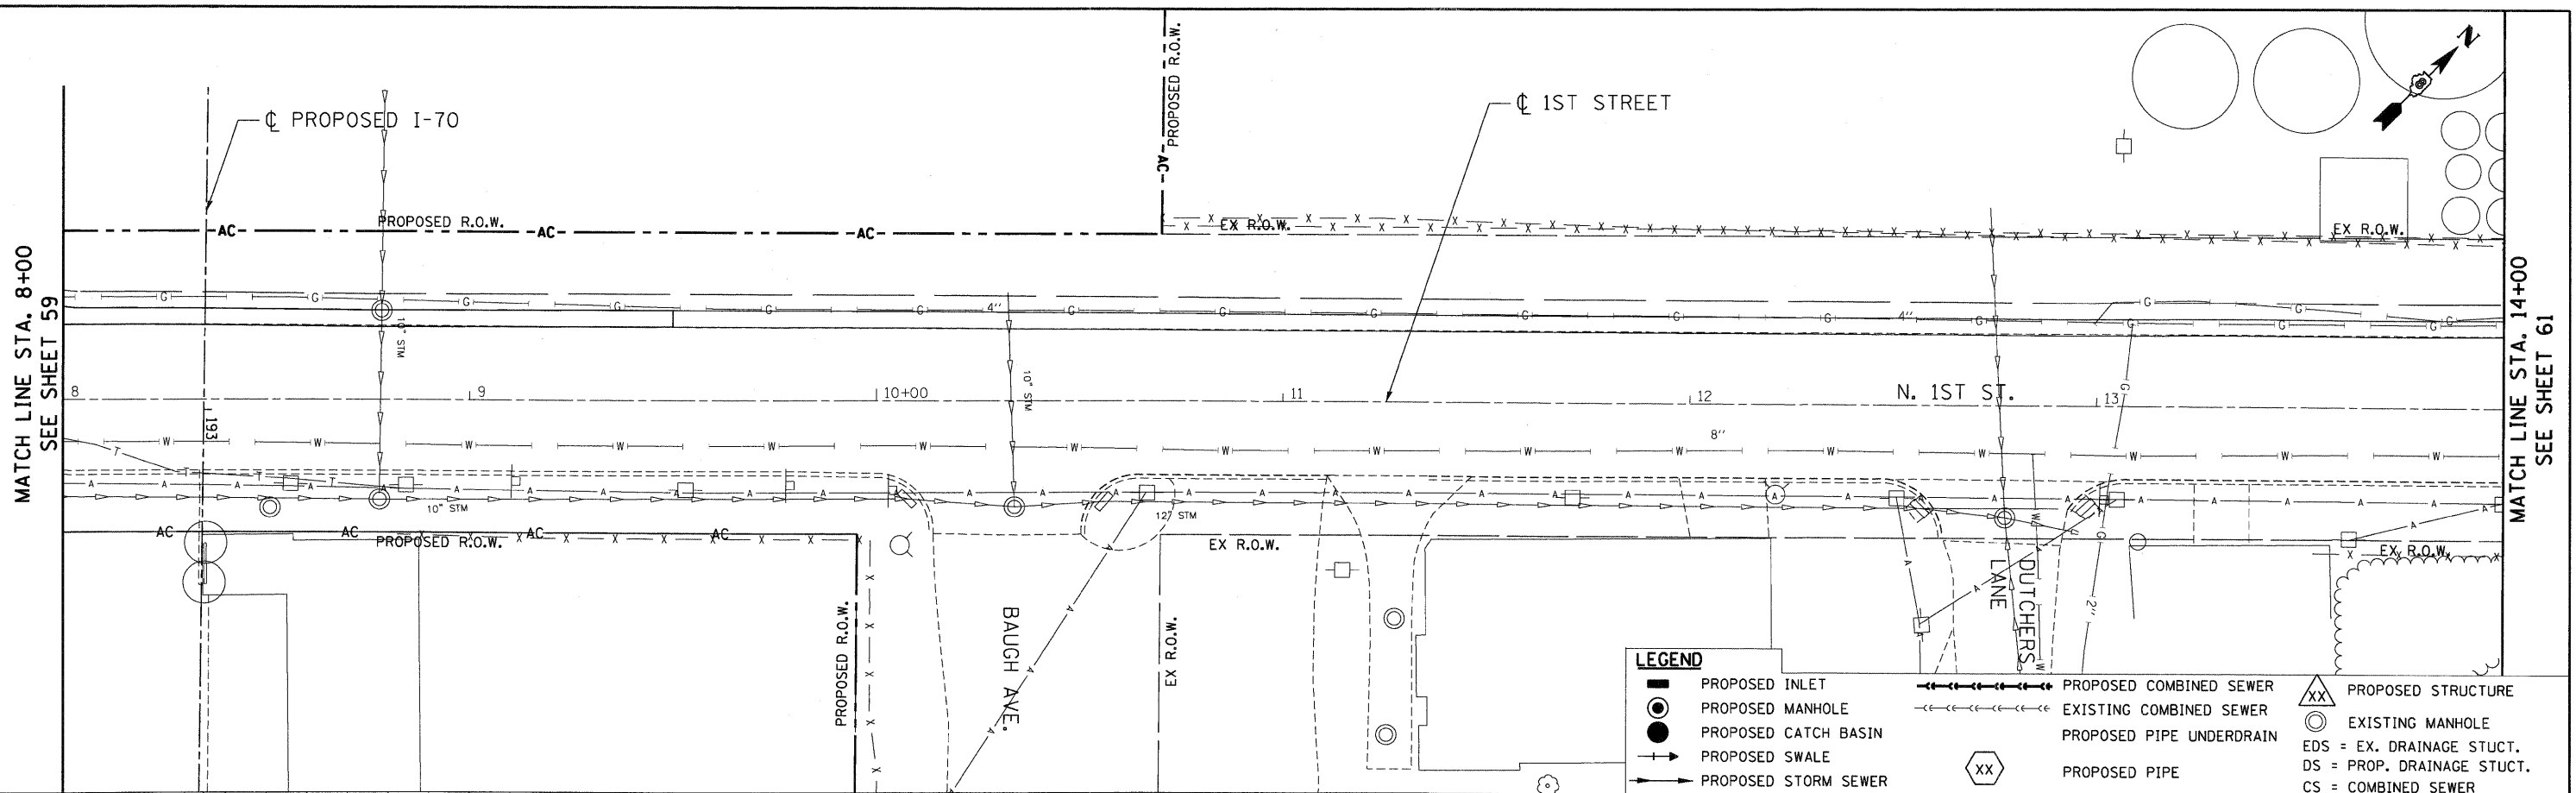 PROPOSED R.O.W.
N
℄ PROPOSED I-70
℄ 1ST STREET
AC
PROPOSED R.O.W.
AC
AC
AC
EX R.O.W.
EX R.O.W.
MATCH LINE STA. 8+00
SEE SHEET 59
MATCH LINE STA. 14+00
SEE SHEET 61
G G G G G G G G G G G G G G G G G
4''
4''
10" STM
10" STM
8
9
10+00
11
12
N. 1ST ST.
13
193
W W W W W W W W W W W W W W W W
8''
T T T
A A A A A A A A A A A A A A A A
10" STM
12" STM
AC AC AC AC
PROPOSED R.O.W.
EX R.O.W.
EX R.O.W.
PROPOSED R.O.W.
BAUGH AVE.
EX R.O.W.
DUTCHERS
LANE
2''
LEGEND
PROPOSED INLET
PROPOSED MANHOLE
PROPOSED CATCH BASIN
PROPOSED SWALE
PROPOSED STORM SEWER
PROPOSED COMBINED SEWER
EXISTING COMBINED SEWER
PROPOSED PIPE UNDERDRAIN
XX PROPOSED PIPE
XX PROPOSED STRUCTURE
EXISTING MANHOLE
EDS = EX. DRAINAGE STUCT.
DS = PROP. DRAINAGE STUCT.
CS = COMBINED SEWER